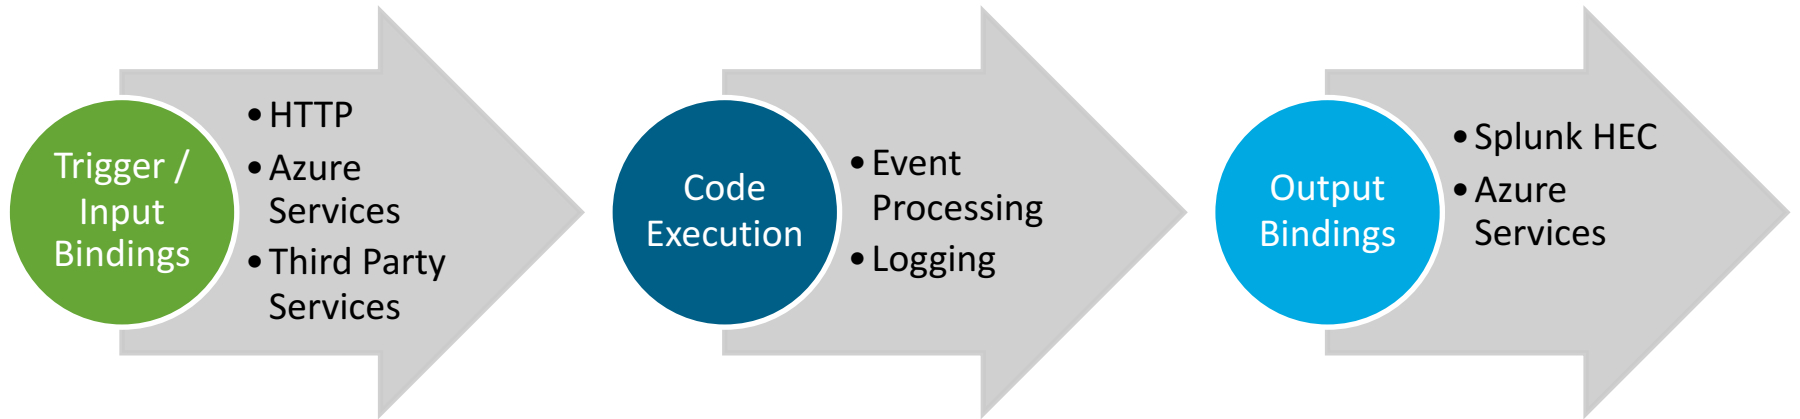 Trigger /
Input
Bindings
•HTTP
•Azure
Services
•Third Party
Services
Code
Execution
•Event
Processing
•Logging
Output
Bindings
•Splunk HEC
•Azure
Services